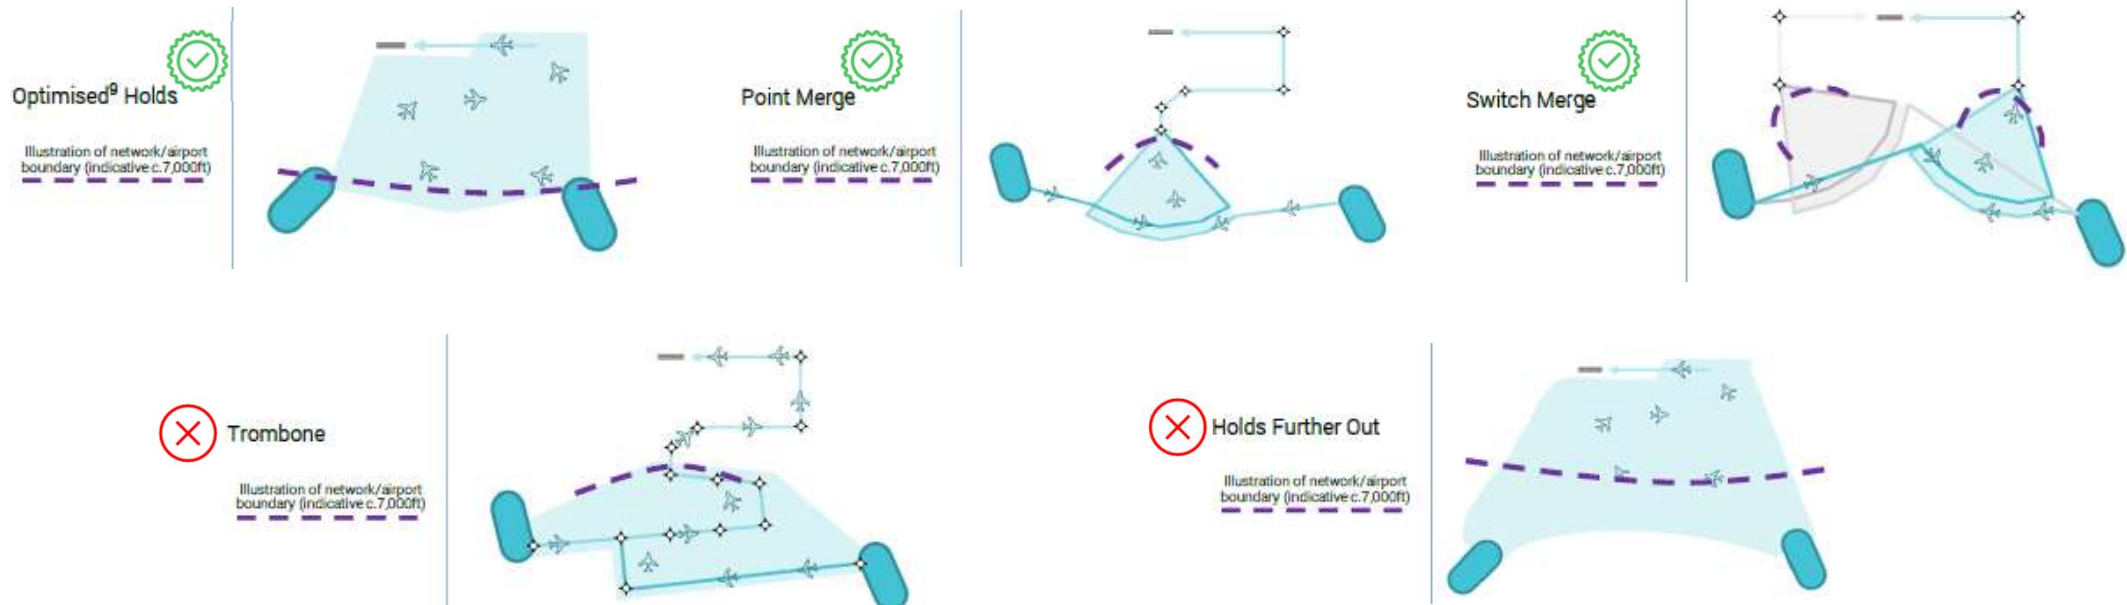 Optimised⁹ Holds
Illustration of network/airport
boundary (indicative c.7,000ft)
Point Merge
Illustration of network/airport
boundary (indicative c.7,000ft)
Switch Merge
Illustration of network/airport
boundary (indicative c.7,000ft)
Trombone
Illustration of network/airport
boundary (indicative c.7,000ft)
Holds Further Out
Illustration of network/airport
boundary (indicative c.7,000ft)